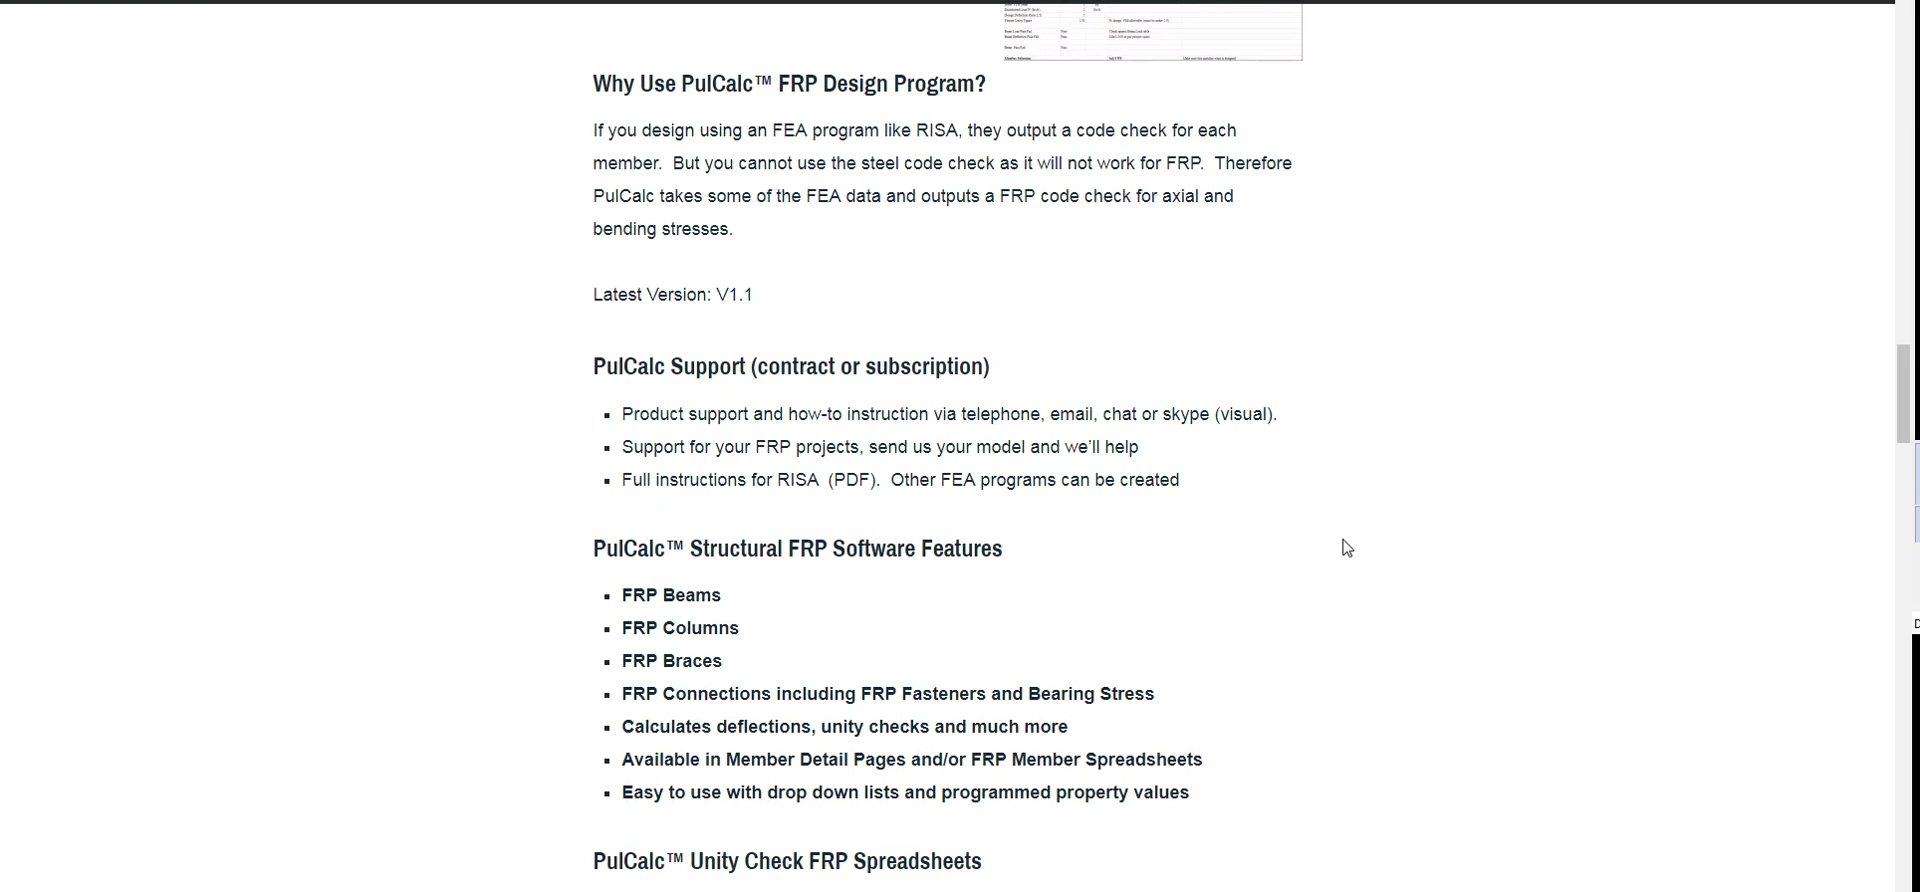 Why Use PulCalc™ FRP Design Program?
If you design using an FEA program like RISA, they output a code check for each
member.  But you cannot use the steel code check as it will not work for FRP.  Therefore
PulCalc takes some of the FEA data and outputs a FRP code check for axial and
bending stresses.
Latest Version: V1.1
PulCalc Support (contract or subscription)
▪ Product support and how-to instruction via telephone, email, chat or skype (visual).
▪ Support for your FRP projects, send us your model and we'll help
▪ Full instructions for RISA  (PDF).  Other FEA programs can be created
PulCalc™ Structural FRP Software Features
▪ FRP Beams
▪ FRP Columns
▪ FRP Braces
▪ FRP Connections including FRP Fasteners and Bearing Stress
▪ Calculates deflections, unity checks and much more
▪ Available in Member Detail Pages and/or FRP Member Spreadsheets
▪ Easy to use with drop down lists and programmed property values
PulCalc™ Unity Check FRP Spreadsheets